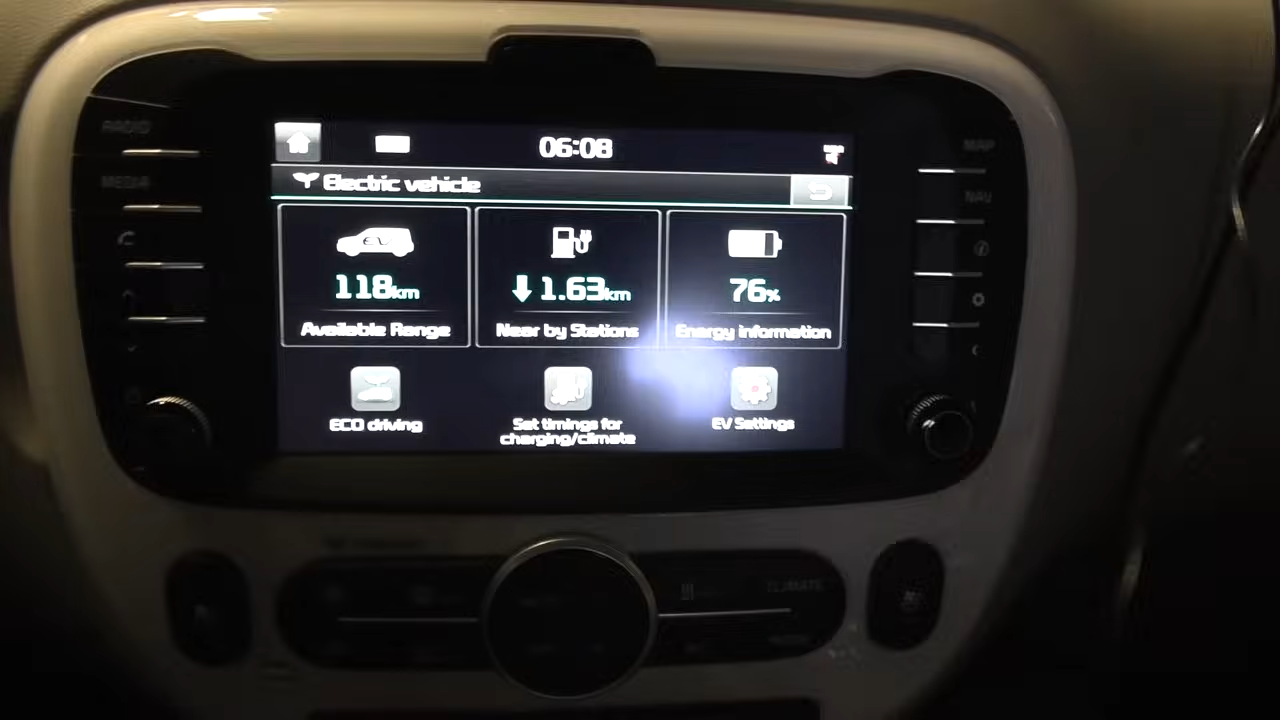 RADIO
MAP
06:08
MEDIA
Electric vehicle
NAV
EV
118km
1.63km
76%
Available Range
Near by Stations
Energy information
ECO driving
Set timings for
charging/climate
EV Settings
CLIMATE